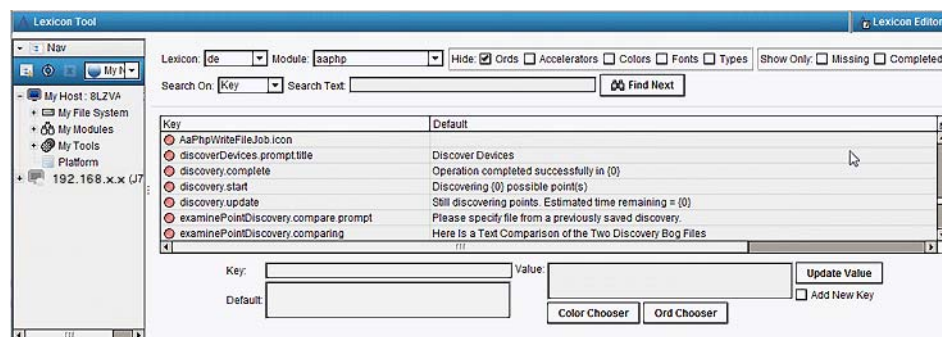 Lexicon Tool
Lexicon Editor
Nav
My N
My Host : 8LZVA
My File System
My Modules
My Tools
Platform
192.168.x.x (J7
Lexicon: de Module: aaphp Hide: Ords Accelerators Colors Fonts Types Show Only: Missing Completed
Search On: Key Search Text: Find Next
Key Default
AaPhpWriteFileJob.icon
discoverDevices.prompt.title Discover Devices
discovery.complete Operation completed successfully in {0}
discovery.start Discovering {0} possible point(s)
discovery.update Still discovering points. Estimated time remaining = {0}
examinePointDiscovery.compare.prompt Please specify file from a previously saved discovery.
examinePointDiscovery.comparing Here Is a Text Comparison of the Two Discovery Bog Files
Key: Value: Update Value
Add New Key
Default:
Color Chooser Ord Chooser